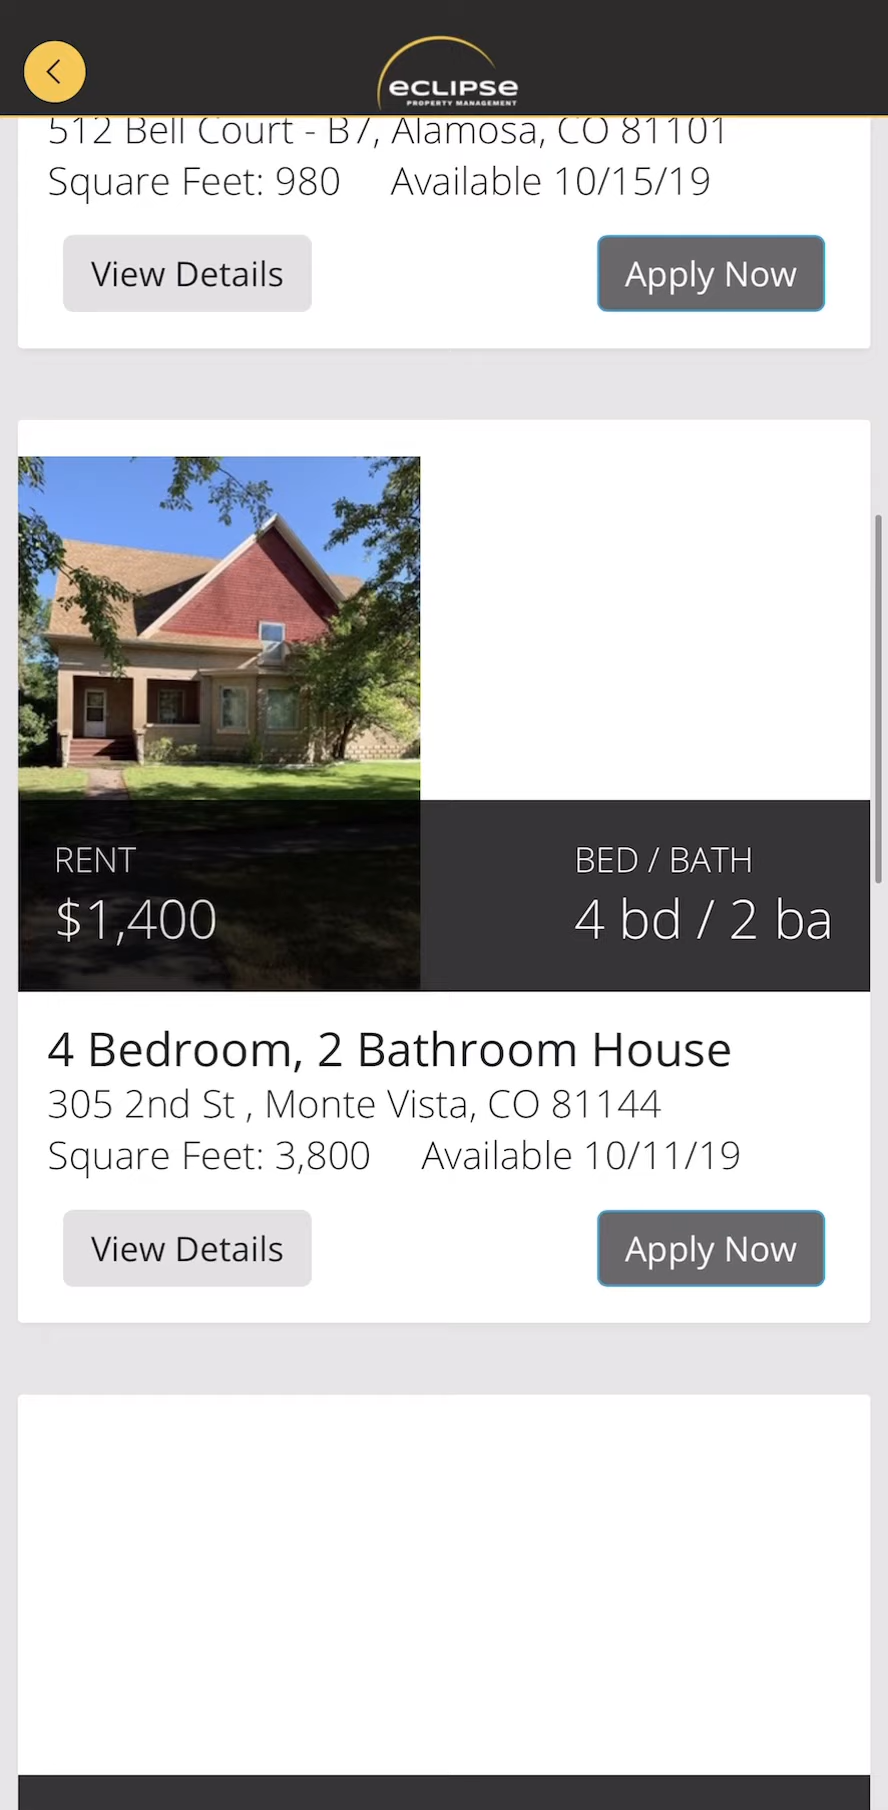 eCLIPSe
PROPERTY MANAGEMENT
512 Bell Court - B7, Alamosa, CO 81101
Square Feet: 980 Available 10/15/19
View Details Apply Now
RENT BED / BATH
$1,400 4 bd / 2 ba
4 Bedroom, 2 Bathroom House
305 2nd St , Monte Vista, CO 81144
Square Feet: 3,800 Available 10/11/19
View Details Apply Now